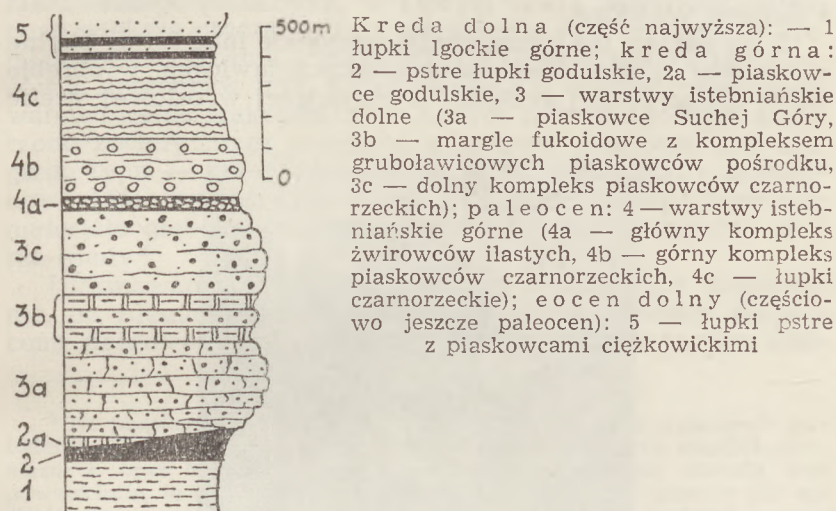 5
4c
4b
4a
3c
3b
3a
2a
2
1
500m
0
Kreda dolna (część najwyższa): — 1
łupki lgockie górne; kreda górna:
2 — pstre łupki godulskie, 2a — piaskow-
ce godulskie, 3 — warstwy istebniańskie
dolne (3a — piaskowce Suchej Góry,
3b — margle fukoidowe z kompleksem
gruboławicowych piaskowców pośrodku,
3c — dolny kompleks piaskowców czarno-
rzeckich); paleocen: 4 — warstwy isteb-
niańskie górne (4a — główny kompleks
żwirowców ilastych, 4b — górny kompleks
piaskowców czarnorzeckich, 4c — łupki
czarnorzeckie); eocen dolny (częścio-
wo jeszcze paleocen): 5 — łupki pstre
z piaskowcami ciężkowickimi